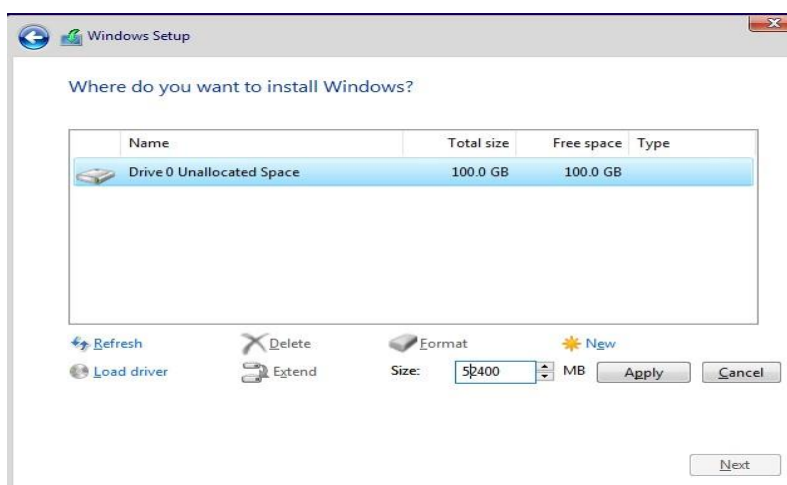 Windows Setup
Where do you want to install Windows?
Name Total size Free space Type
Drive 0 Unallocated Space 100.0 GB 100.0 GB
Refresh Delete Format New
Load driver Extend Size: 52400 MB Apply Cancel
Next